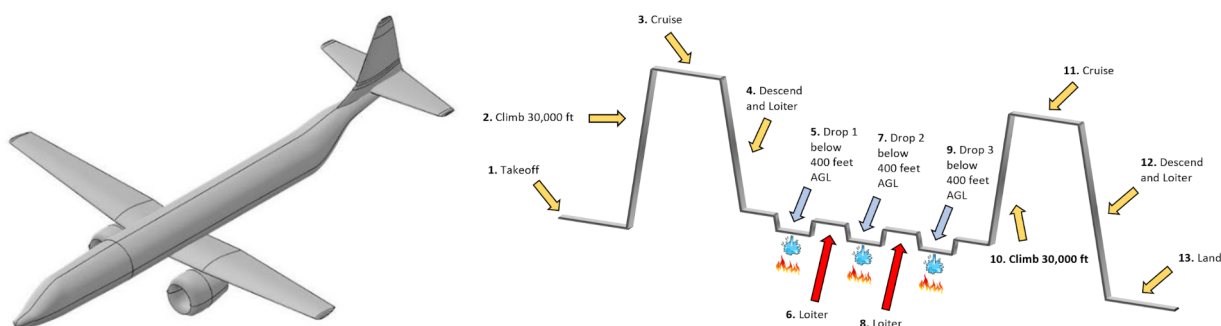 1. Takeoff
2. Climb 30,000 ft
3. Cruise
4. Descend
and Loiter
5. Drop 1
below
400 feet
AGL
6. Loiter
7. Drop 2
below
400 feet
AGL
8. Loiter
9. Drop 3
below
400 feet
AGL
10. Climb 30,000 ft
11. Cruise
12. Descend
and Loiter
13. Land